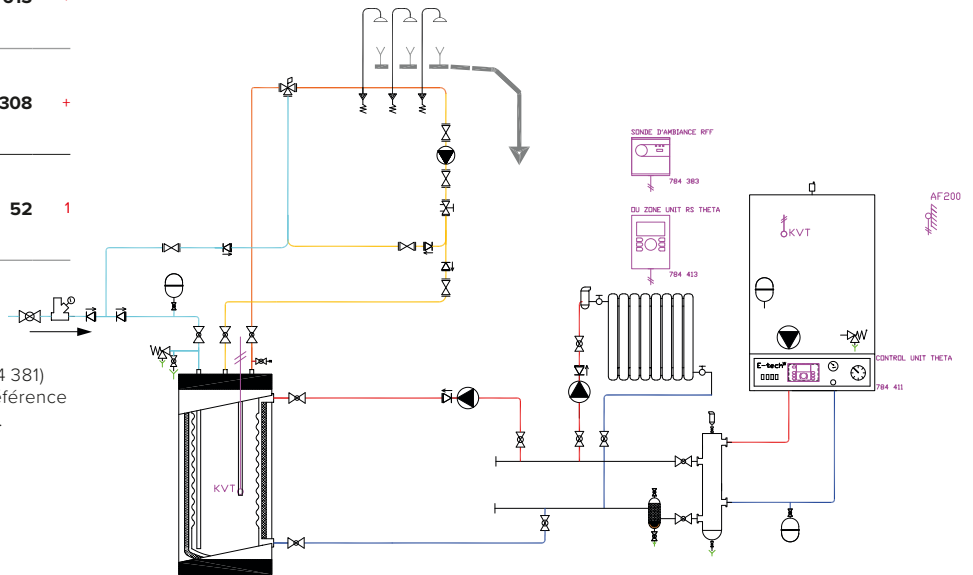 308 +
52 1
4 381)
éférence
SONDE D'AMBIANCE RFF
784 383
OU ZONE UNIT RS THETA
784 413
KVT
AF200
E-tech
CONTROL UNIT THETA
784 411
KVT